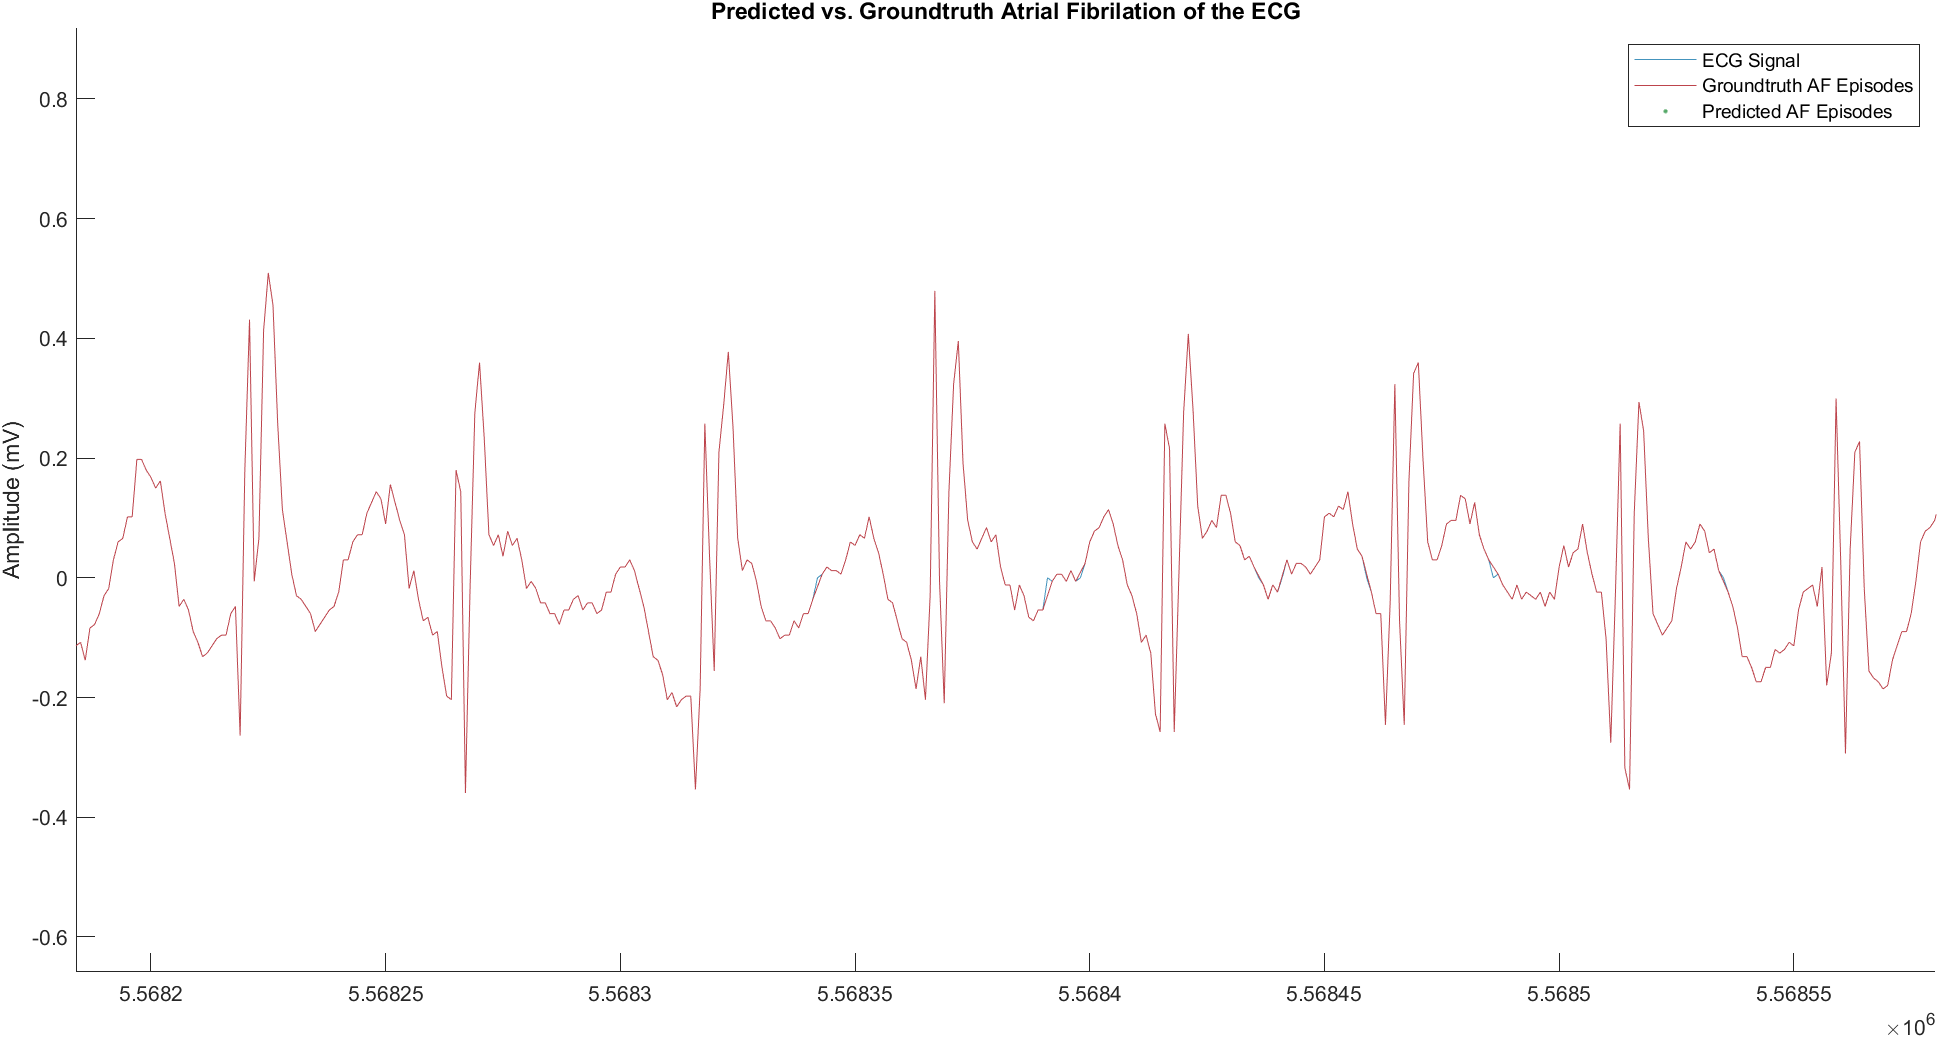 Predicted vs. Groundtruth Atrial Fibrilation of the ECG
ECG Signal
Groundtruth AF Episodes
Predicted AF Episodes
Amplitude (mV)
0.8
0.6
0.4
0.2
0
-0.2
-0.4
-0.6
5.5682 5.56825 5.5683 5.56835 5.5684 5.56845 5.5685 5.56855
×10^6